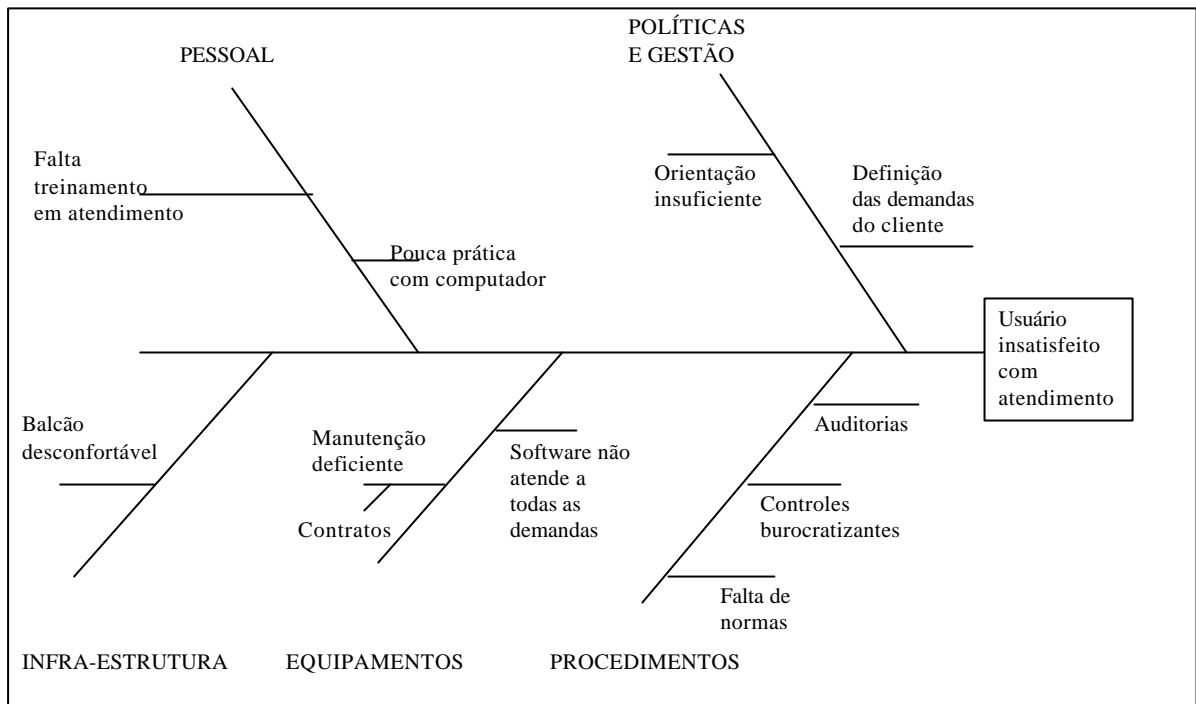 PESSOAL
POLÍTICAS
E GESTÃO
Falta
treinamento
em atendimento
Pouca prática
com computador
Orientação
insuficiente
Definição
das demandas
do cliente
Usuário
insatisfeito
com
atendimento
Balcão
desconfortável
Manutenção
deficiente
Contratos
Software não
atende a
todas as
demandas
Auditorias
Controles
burocratizantes
Falta de
normas
INFRA-ESTRUTURA
EQUIPAMENTOS
PROCEDIMENTOS